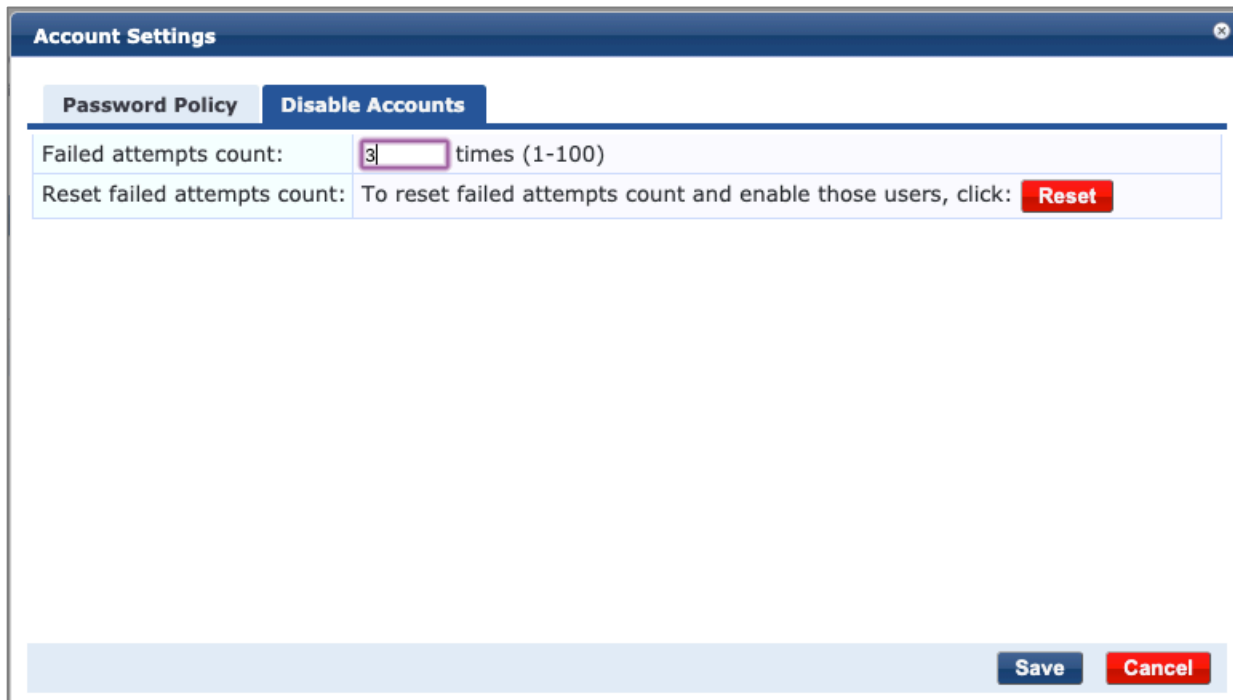 Account Settings
Password Policy Disable Accounts
Failed attempts count: 3 times (1-100)
Reset failed attempts count: To reset failed attempts count and enable those users, click: Reset
Save Cancel